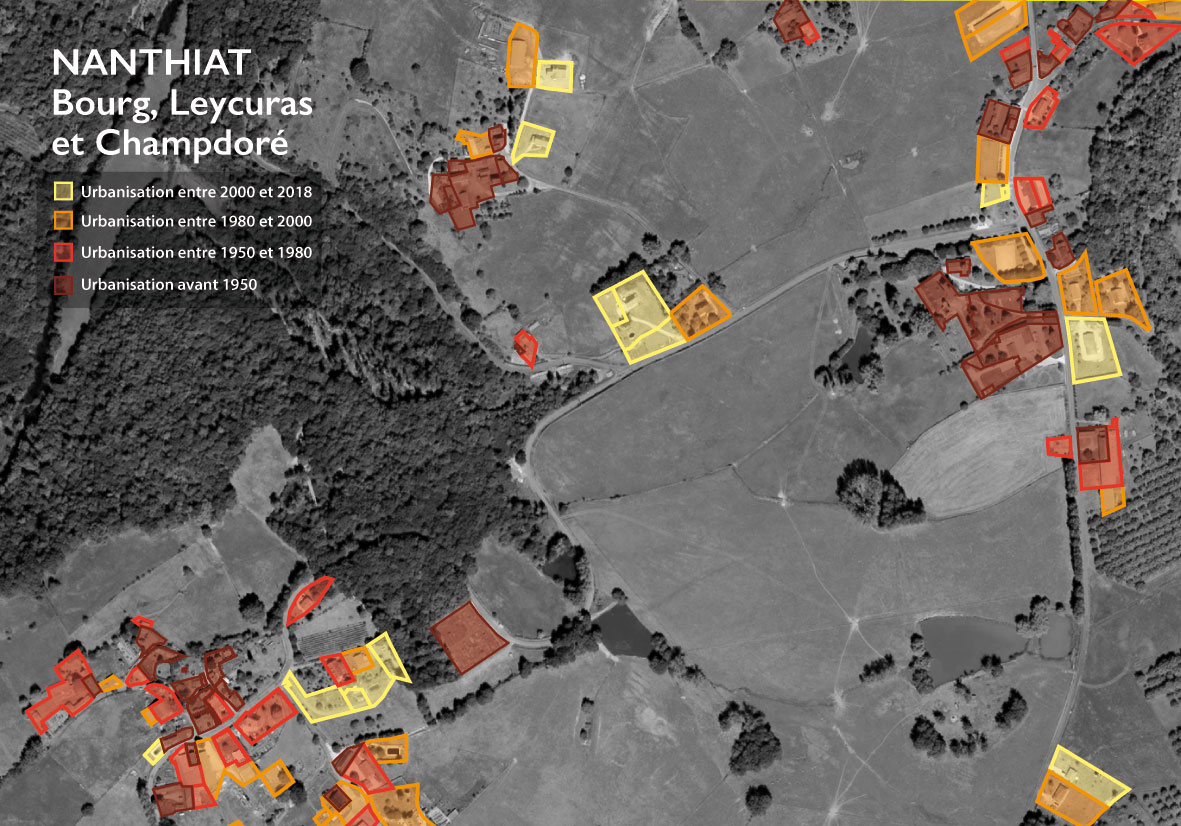 NANTHIAT
Bourg, Leycuras
et Champdoré
Urbanisation entre 2000 et 2018
Urbanisation entre 1980 et 2000
Urbanisation entre 1950 et 1980
Urbanisation avant 1950